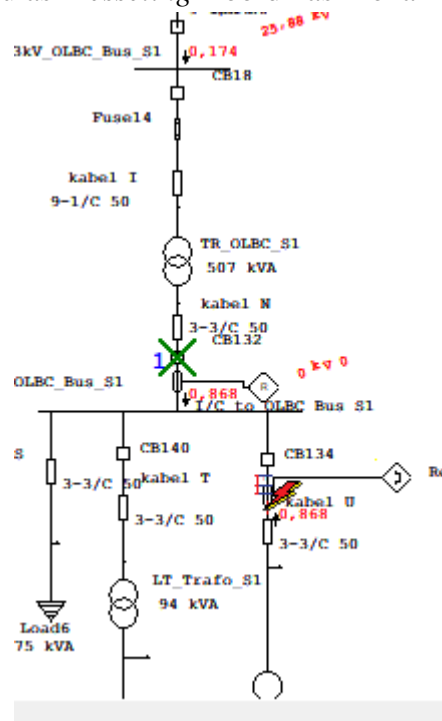 25.88 kV
3kV_OLBC_Bus_S1
0,174
CB18
Fuse14
kabel I
9-1/C 50
TR_OLBC_S1
507 kVA
kabel N
3-3/C 50
CB132
1
R
0 kV 0
OLBC_Bus_S1
0,868
I/C to OLBC Bus S1
S
3-3/C 50
CB140
kabel T
3-3/C 50
CB134
Re
kabel U
0,868
3-3/C 50
LT_Trafo_S1
94 kVA
Load6
75 kVA